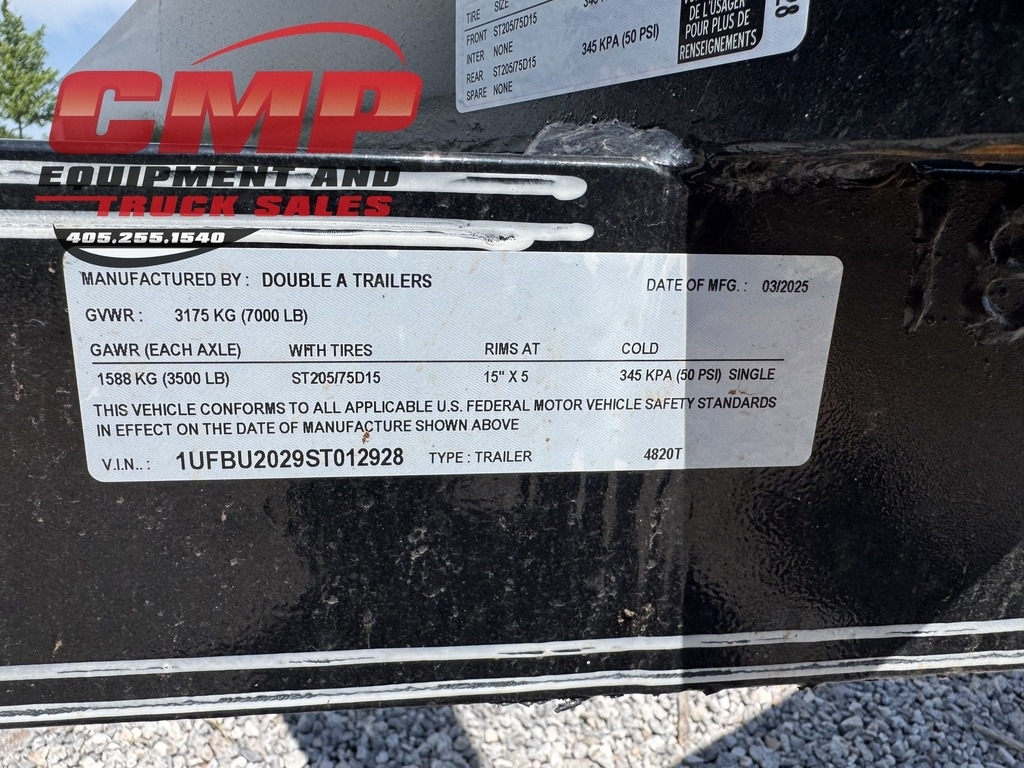 TIRE SIZE
FRONT ST205/75D15
INTER NONE 345 KPA (50 PSI)
REAR ST205/75D15
SPARE NONE
DE L'USAGER
POUR PLUS DE
RENSEIGNEMENTS
28
CMP
EQUIPMENT AND
TRUCK SALES
405.255.1540
MANUFACTURED BY: DOUBLE A TRAILERS DATE OF MFG.: 03/2025
GVWR: 3175 KG (7000 LB)
GAWR (EACH AXLE) WITH TIRES RIMS AT COLD
1588 KG (3500 LB) ST205/75D15 15" X 5 345 KPA (50 PSI) SINGLE
THIS VEHICLE CONFORMS TO ALL APPLICABLE U.S. FEDERAL MOTOR VEHICLE SAFETY STANDARDS
IN EFFECT ON THE DATE OF MANUFACTURE SHOWN ABOVE
V.I.N..: 1UFBU2029ST012928 TYPE: TRAILER 4820T